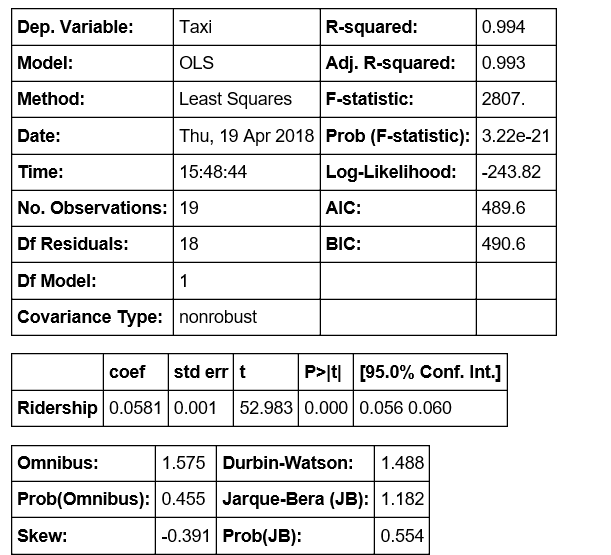 Dep. Variable: Taxi R-squared: 0.994
Model: OLS Adj. R-squared: 0.993
Method: Least Squares F-statistic: 2807.
Date: Thu, 19 Apr 2018 Prob (F-statistic): 3.22e-21
Time: 15:48:44 Log-Likelihood: -243.82
No. Observations: 19 AIC: 489.6
Df Residuals: 18 BIC: 490.6
Df Model: 1
Covariance Type: nonrobust
coef std err t P>|t| [95.0% Conf. Int.]
Ridership 0.0581 0.001 52.983 0.000 0.056 0.060
Omnibus: 1.575 Durbin-Watson: 1.488
Prob(Omnibus): 0.455 Jarque-Bera (JB): 1.182
Skew: -0.391 Prob(JB): 0.554